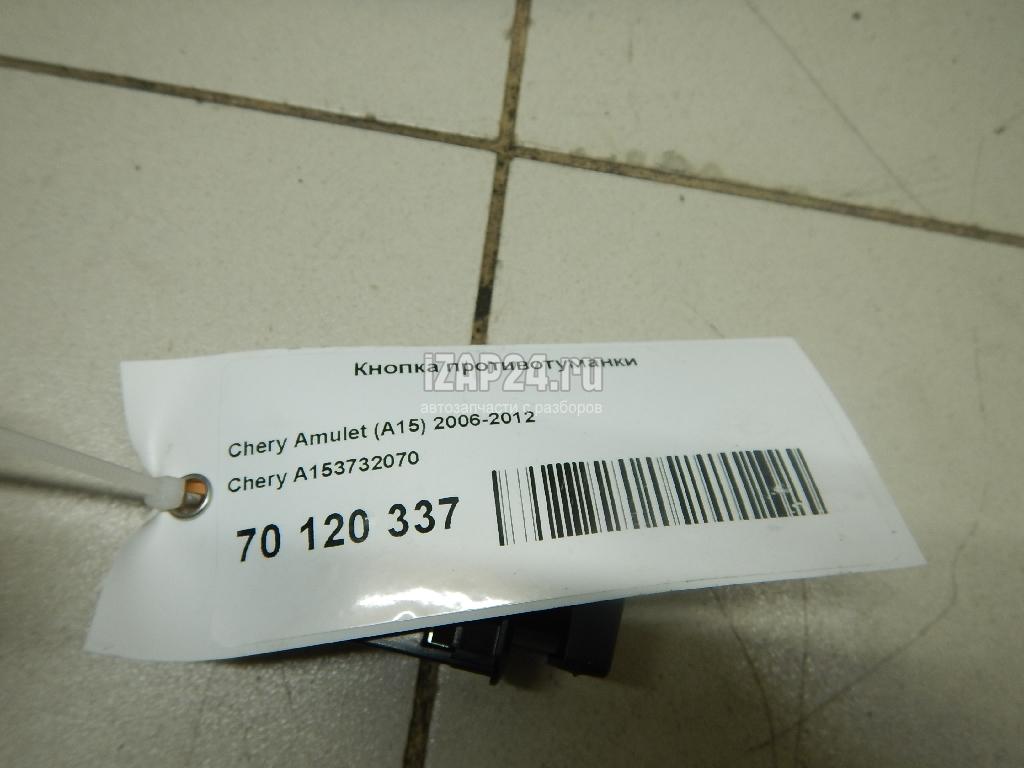 Кнопка противотуманки
iZAP24.ru
автозапчасти с разборов
Chery Amulet (A15) 2006-2012
Chery A153732070
70 120 337